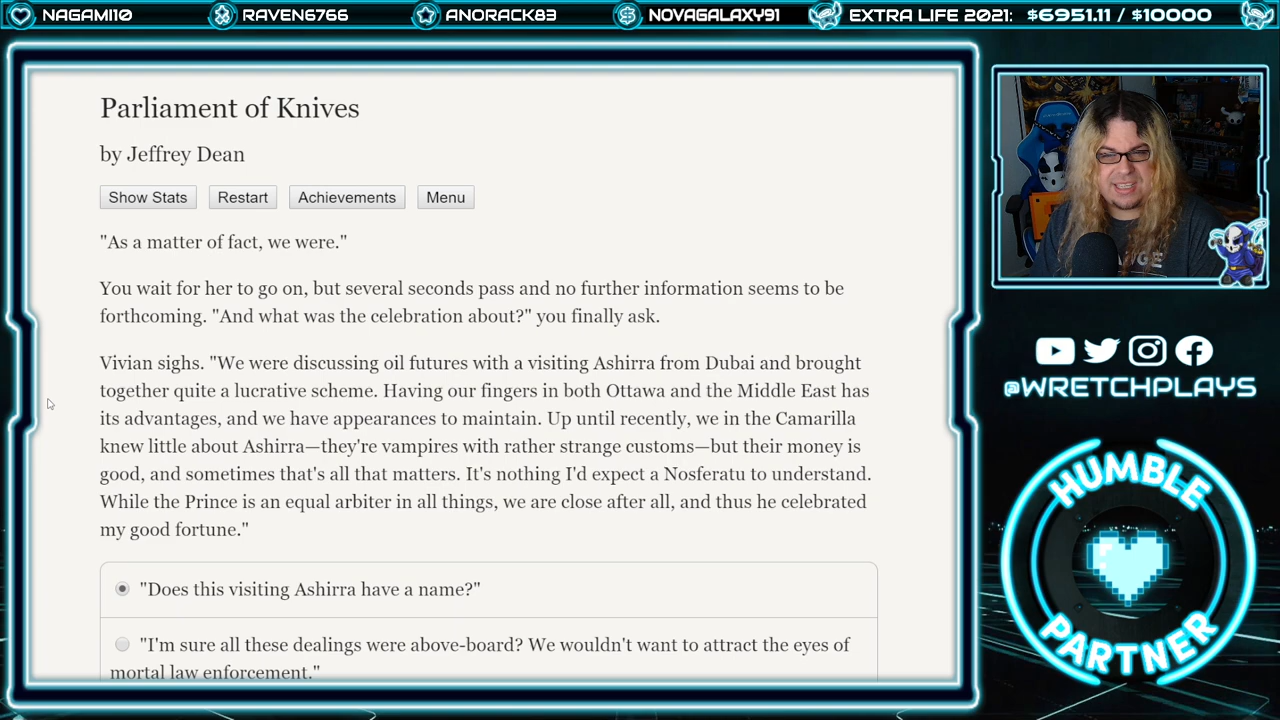 NAGAMI10 RAVEN6766 ANORACK83 NOVAGALAXY91 EXTRA LIFE 2021: $6951.11 / $10000
Parliament of Knives
by Jeffrey Dean
Show Stats Restart Achievements Menu
"As a matter of fact, we were."
You wait for her to go on, but several seconds pass and no further information seems to be
forthcoming. "And what was the celebration about?" you finally ask.
Vivian sighs. "We were discussing oil futures with a visiting Ashirra from Dubai and brought
together quite a lucrative scheme. Having our fingers in both Ottawa and the Middle East has
its advantages, and we have appearances to maintain. Up until recently, we in the Camarilla
knew little about Ashirra—they're vampires with rather strange customs—but their money is
good, and sometimes that's all that matters. It's nothing I'd expect a Nosferatu to understand.
While the Prince is an equal arbiter in all things, we are close after all, and thus he celebrated
my good fortune."
"Does this visiting Ashirra have a name?"
"I'm sure all these dealings were above-board? We wouldn't want to attract the eyes of
mortal law enforcement."
@WRETCHPLAYS
HUMBLE
PARTNER